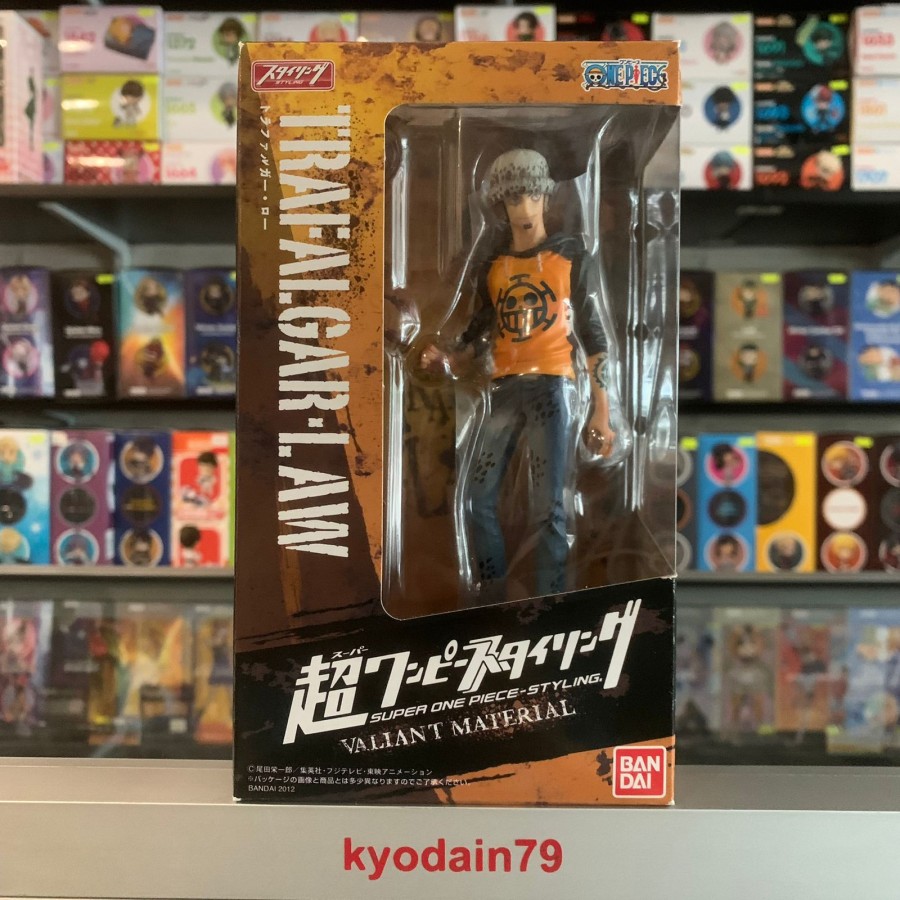 スタイリング
STYLING
ONE PIECE
TRAFALGAR・LAW
トラファルガー・ロー
スーパー
超ワンピーススタイリング
SUPER ONE PIECE-STYLING.
VALIANT MATERIAL
©尾田栄一郎/集英社・フジテレビ・東映アニメーション
※パッケージの画像と商品とは多少異なりますのでご了承ください。
BANDAI 2012
BAN
DAI
kyodain79